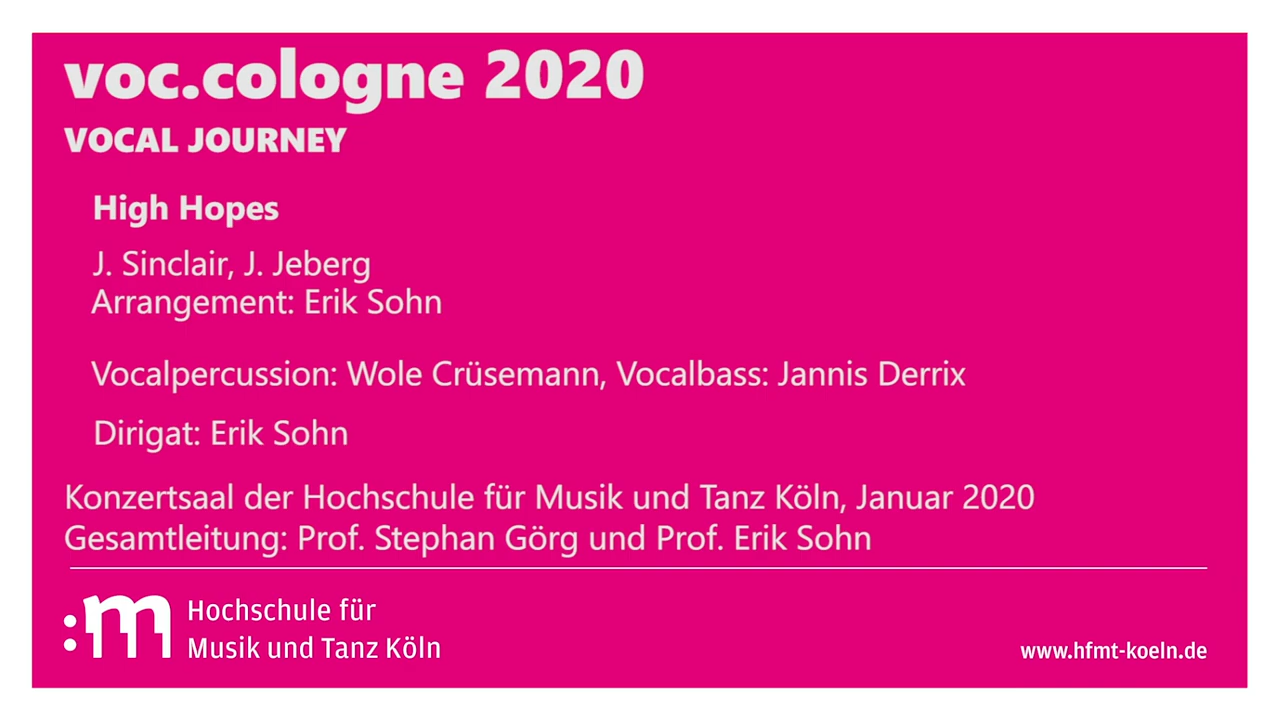 voc.cologne 2020
VOCAL JOURNEY
High Hopes
J. Sinclair, J. Jeberg
Arrangement: Erik Sohn
Vocalpercussion: Wole Crüsemann, Vocalbass: Jannis Derrix
Dirigat: Erik Sohn
Konzertsaal der Hochschule für Musik und Tanz Köln, Januar 2020
Gesamtleitung: Prof. Stephan Görg und Prof. Erik Sohn
:m Hochschule für
Musik und Tanz Köln
www.hfmt-koeln.de